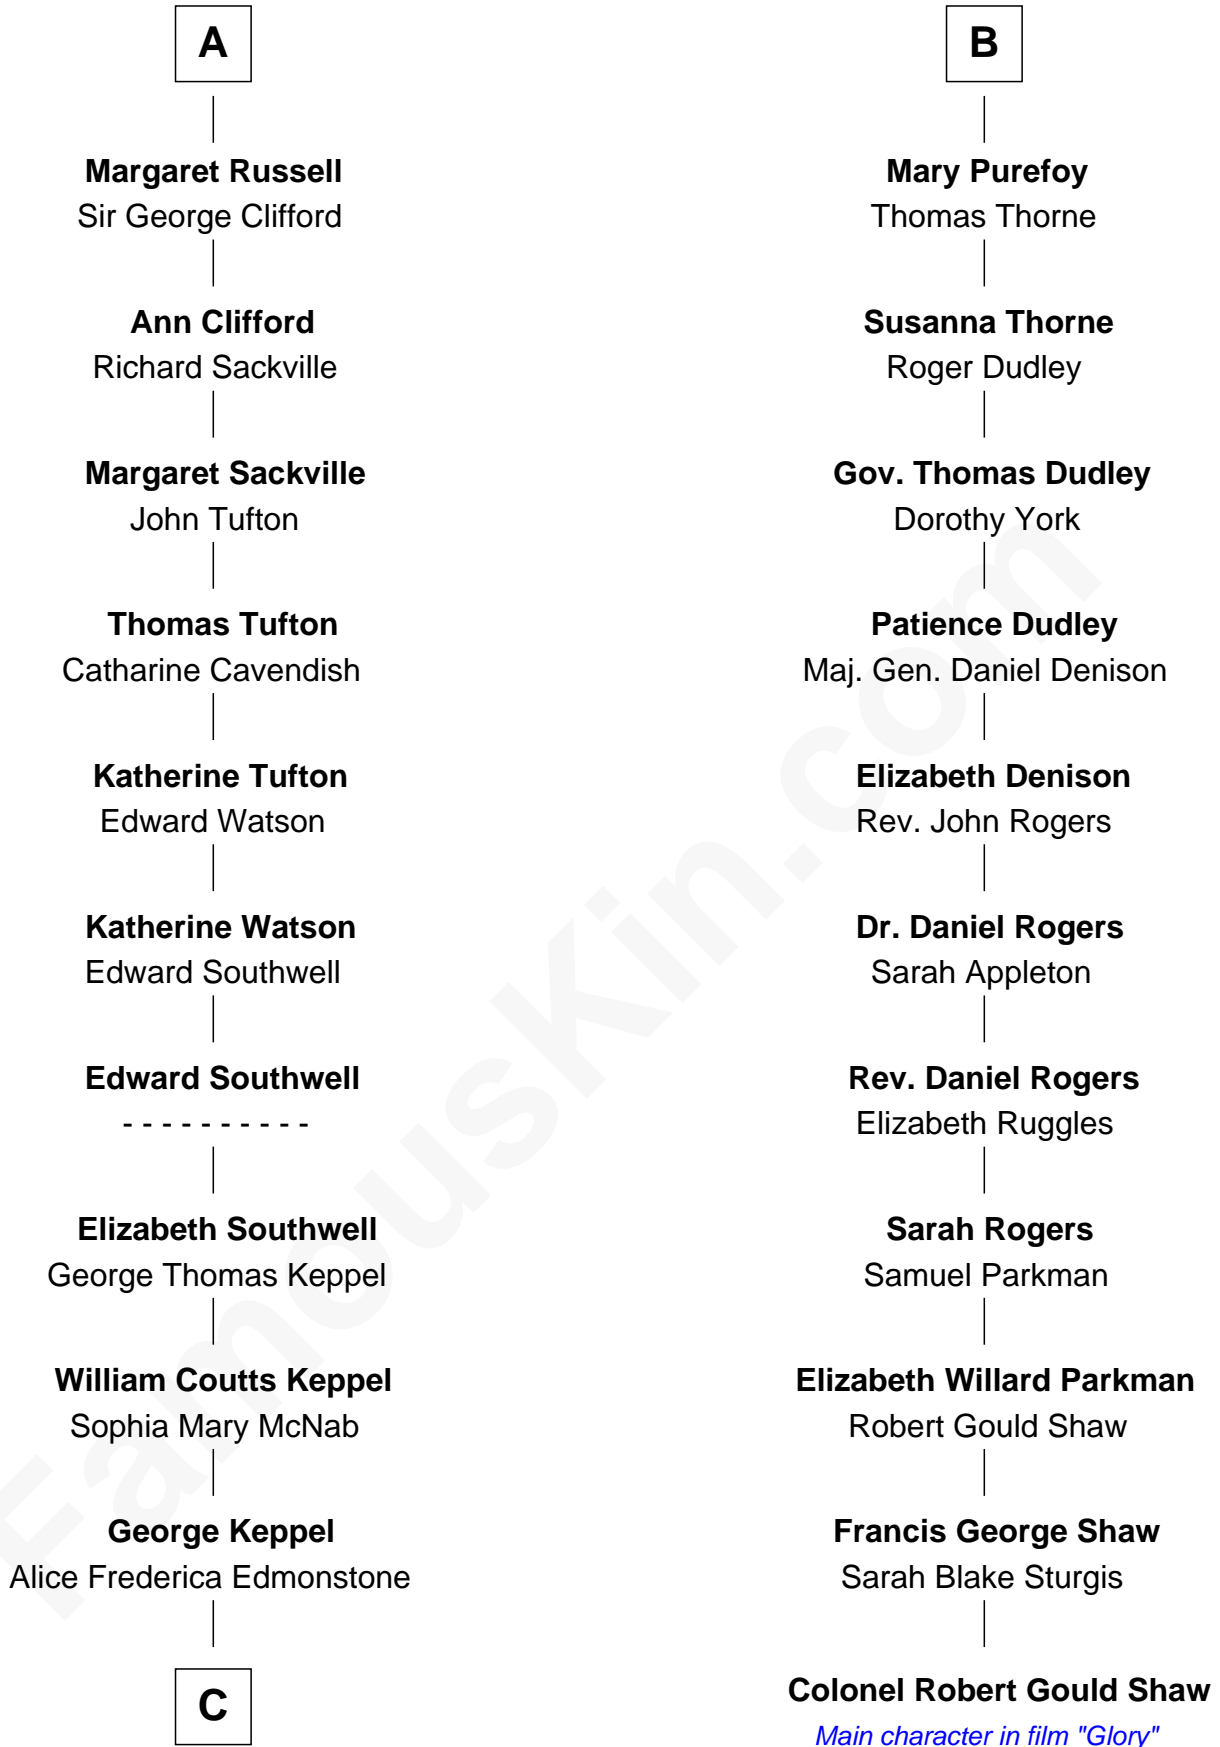 A
Margaret Russell
Sir George Clifford
Ann Clifford
Richard Sackville
Margaret Sackville
John Tufton
Thomas Tufton
Catharine Cavendish
Katherine Tufton
Edward Watson
Katherine Watson
Edward Southwell
Edward Southwell
- - - - - - - - - -
Elizabeth Southwell
George Thomas Keppel
William Coutts Keppel
Sophia Mary McNab
George Keppel
Alice Frederica Edmonstone
C
B
Mary Purefoy
Thomas Thorne
Susanna Thorne
Roger Dudley
Gov. Thomas Dudley
Dorothy York
Patience Dudley
Maj. Gen. Daniel Denison
Elizabeth Denison
Rev. John Rogers
Dr. Daniel Rogers
Sarah Appleton
Rev. Daniel Rogers
Elizabeth Ruggles
Sarah Rogers
Samuel Parkman
Elizabeth Willard Parkman
Robert Gould Shaw
Francis George Shaw
Sarah Blake Sturgis
Colonel Robert Gould Shaw
Main character in film "Glory"
FamousKin.com